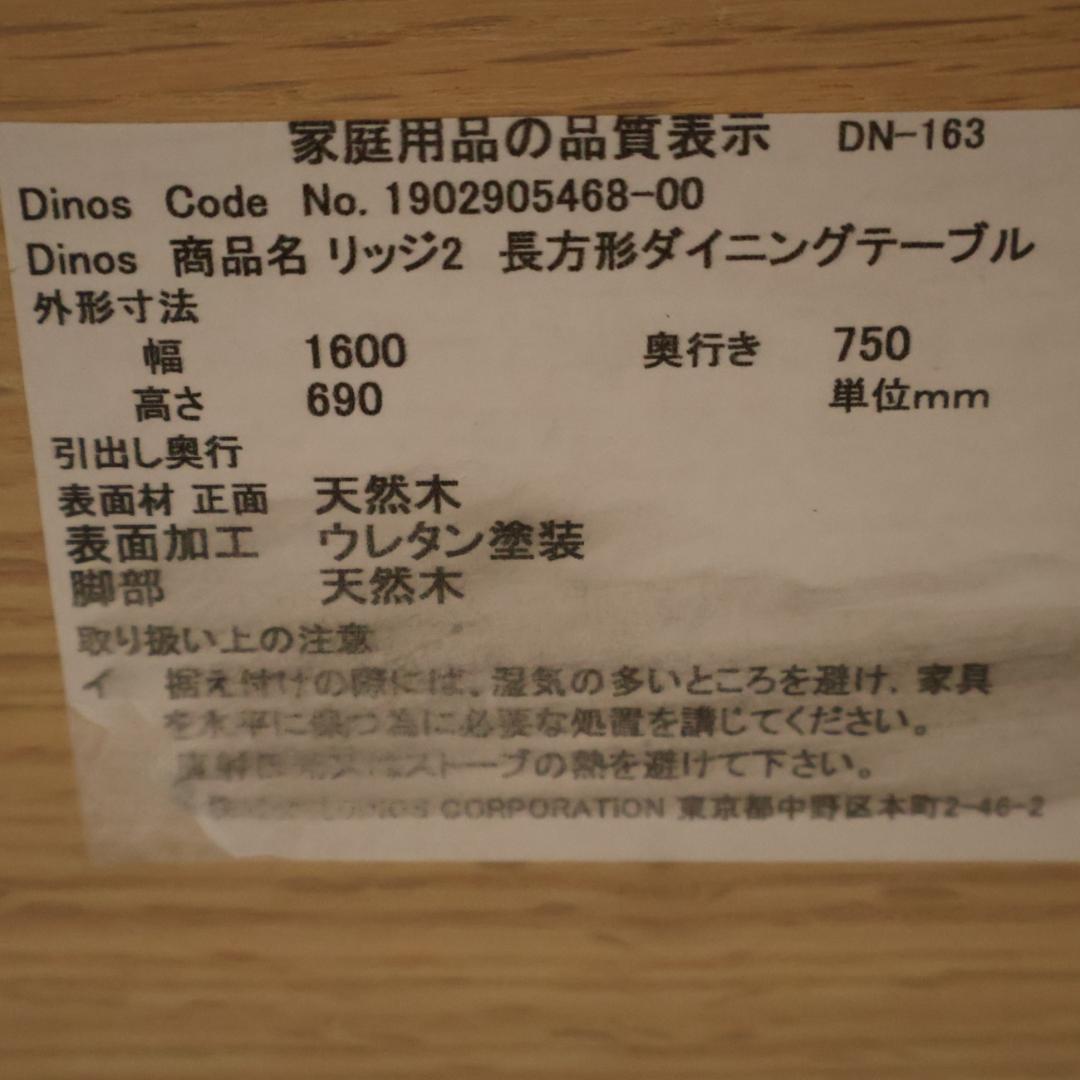 家庭用品の品質表示 DN-163
Dinos Code No. 1902905468-00
Dinos 商品名 リッジ2 長方形ダイニングテーブル
外形寸法
幅 1600 奥行き 750
高さ 690 単位mm
引出し奥行
表面材 正面 天然木
表面加工 ウレタン塗装
脚部 天然木
取り扱い上の注意
イ 据え付けの際には、湿気の多いところを避け、家具
を水平に保つ為に必要な処置を講じてください。
ストーブの熱を避けて下さい。
DINOS CORPORATION 東京都中野区本町2-46-2